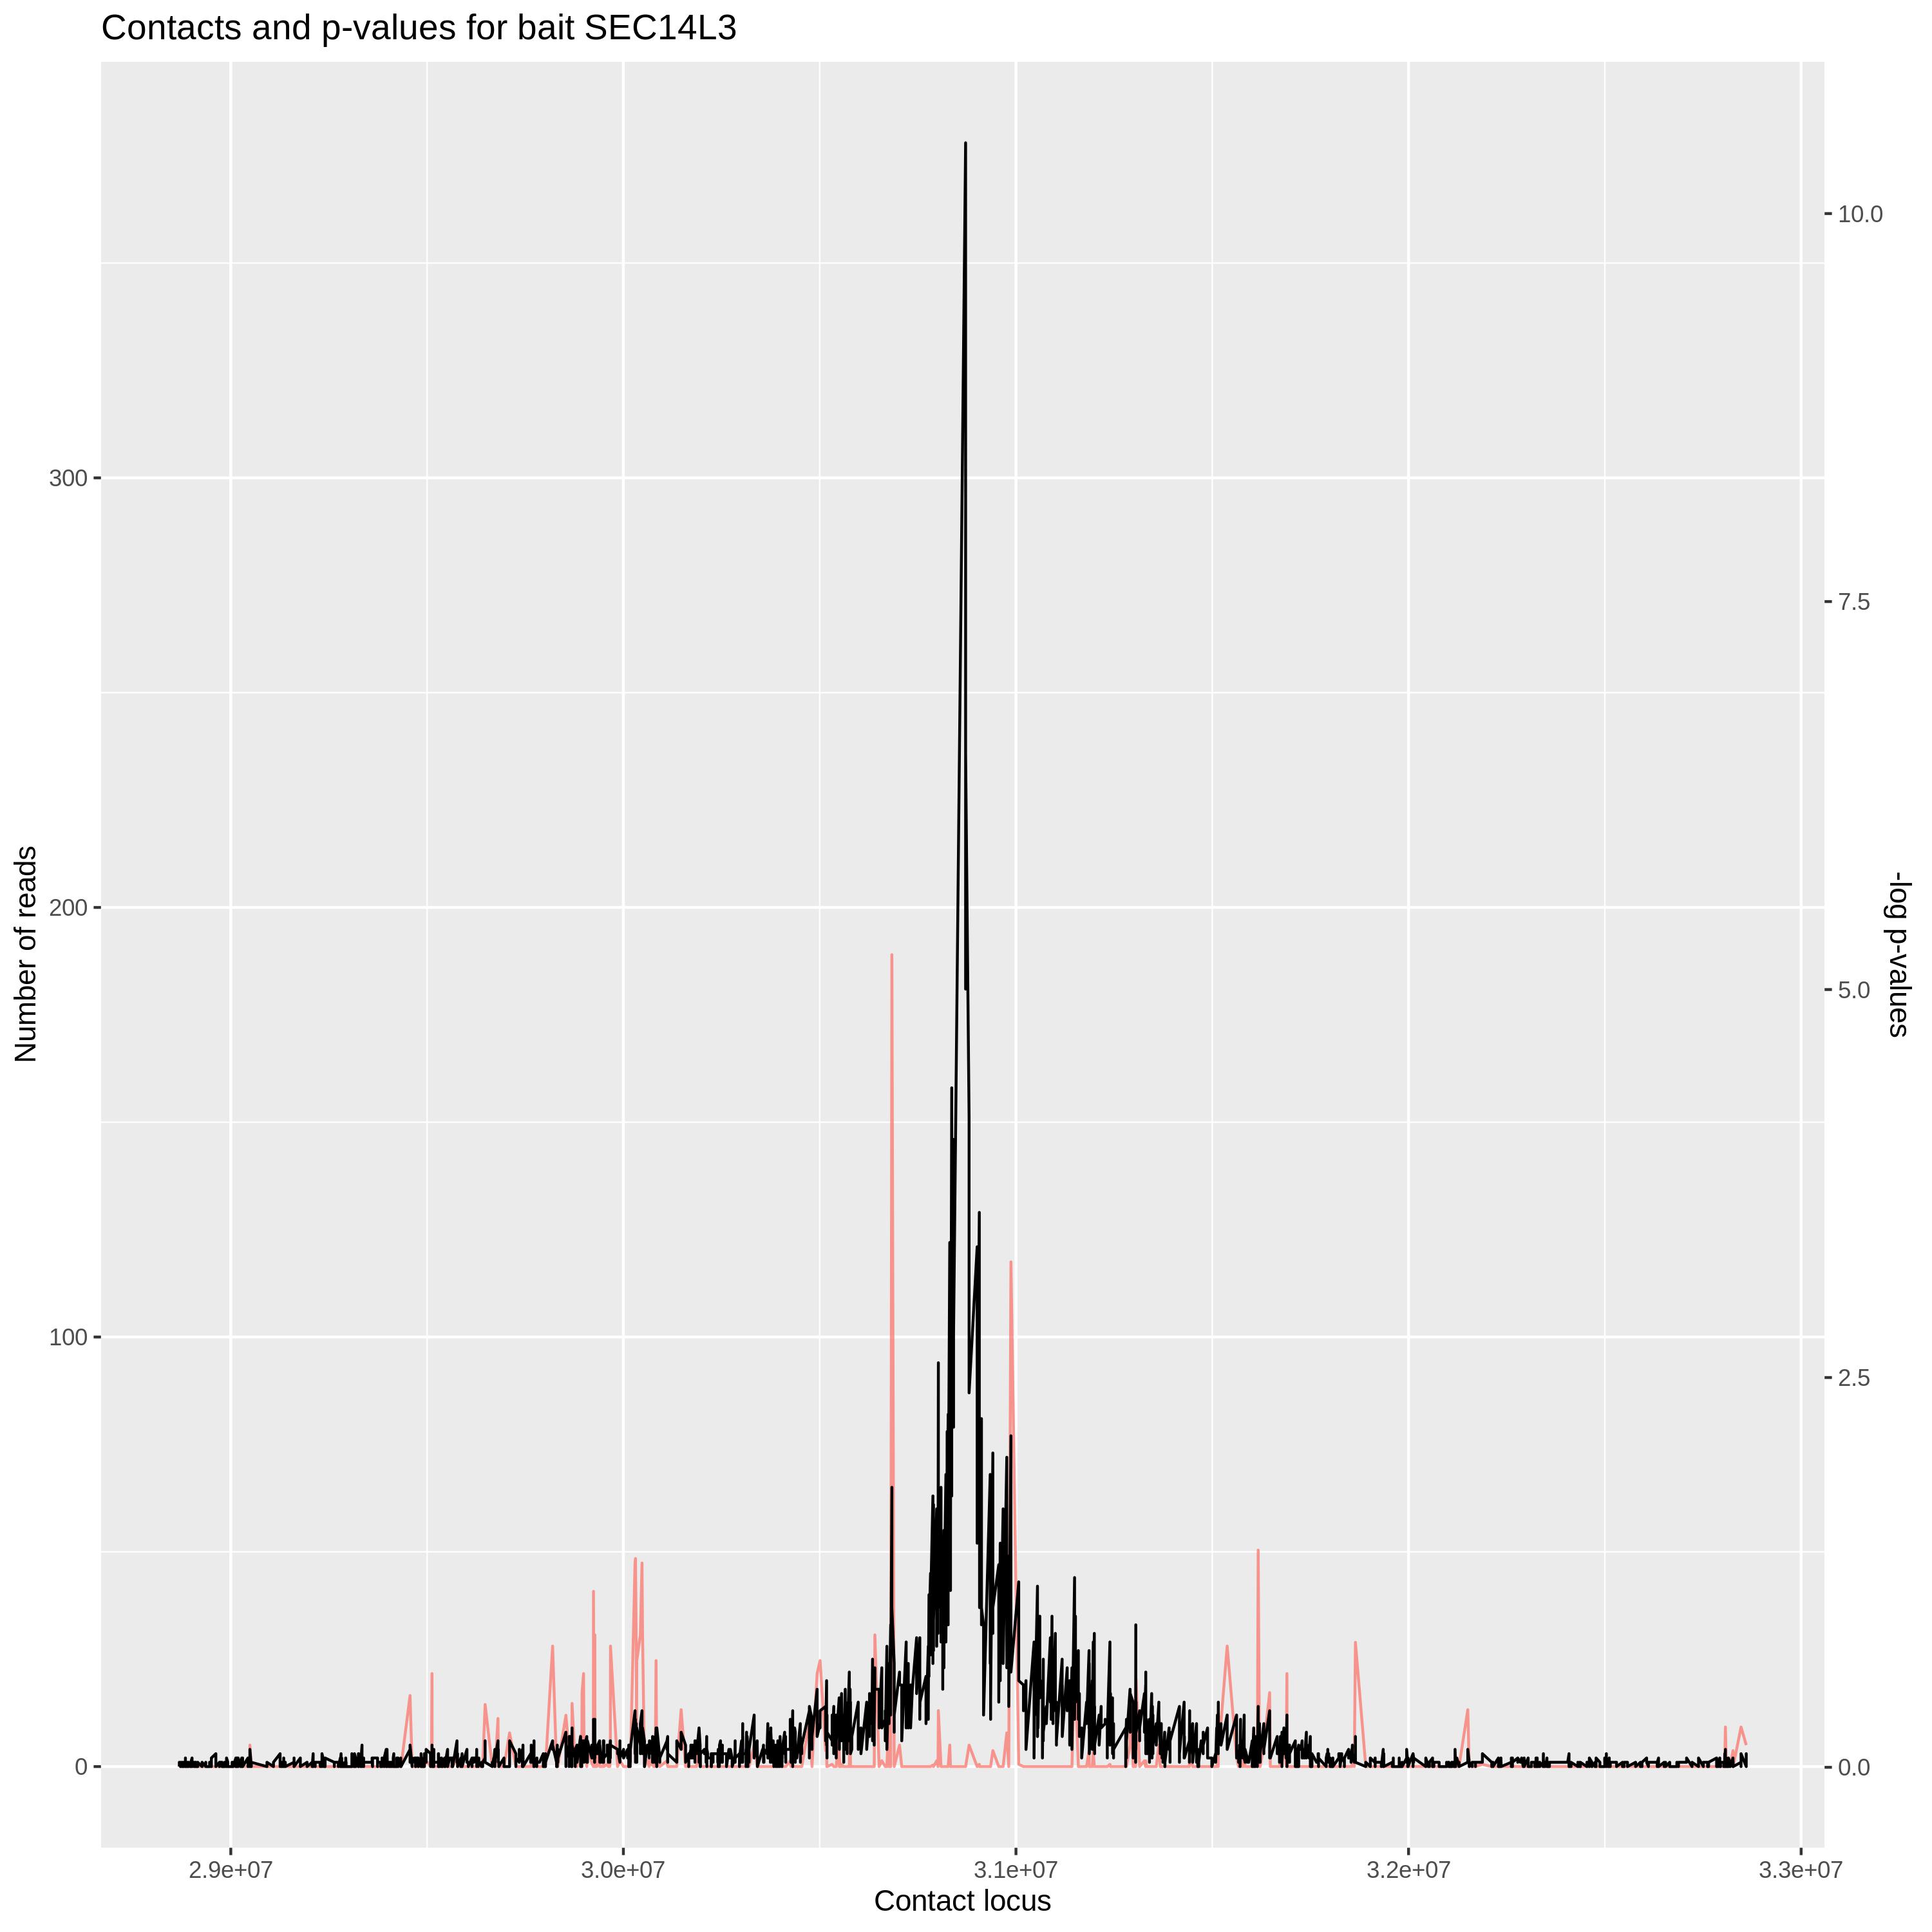 Contacts and p-values for bait SEC14L3
300
200
100
0
Number of reads
10.0
7.5
5.0
2.5
0.0
-log p-values
2.9e+07
3.0e+07
3.1e+07
3.2e+07
3.3e+07
Contact locus